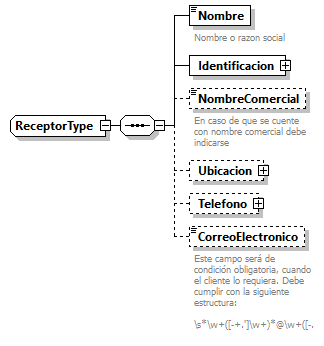 Nombre
Nombre o razon social
Identificacion
NombreComercial
En caso de que se cuente
con nombre comercial debe
indicarse
ReceptorType
Ubicacion
Telefono
CorreoElectronico
Este campo será de
condición obligatoria, cuando
el cliente lo requiera. Debe
cumplir con la siguiente
estructura:
\s*\w+([-+.']\w+)*@\w+([-.